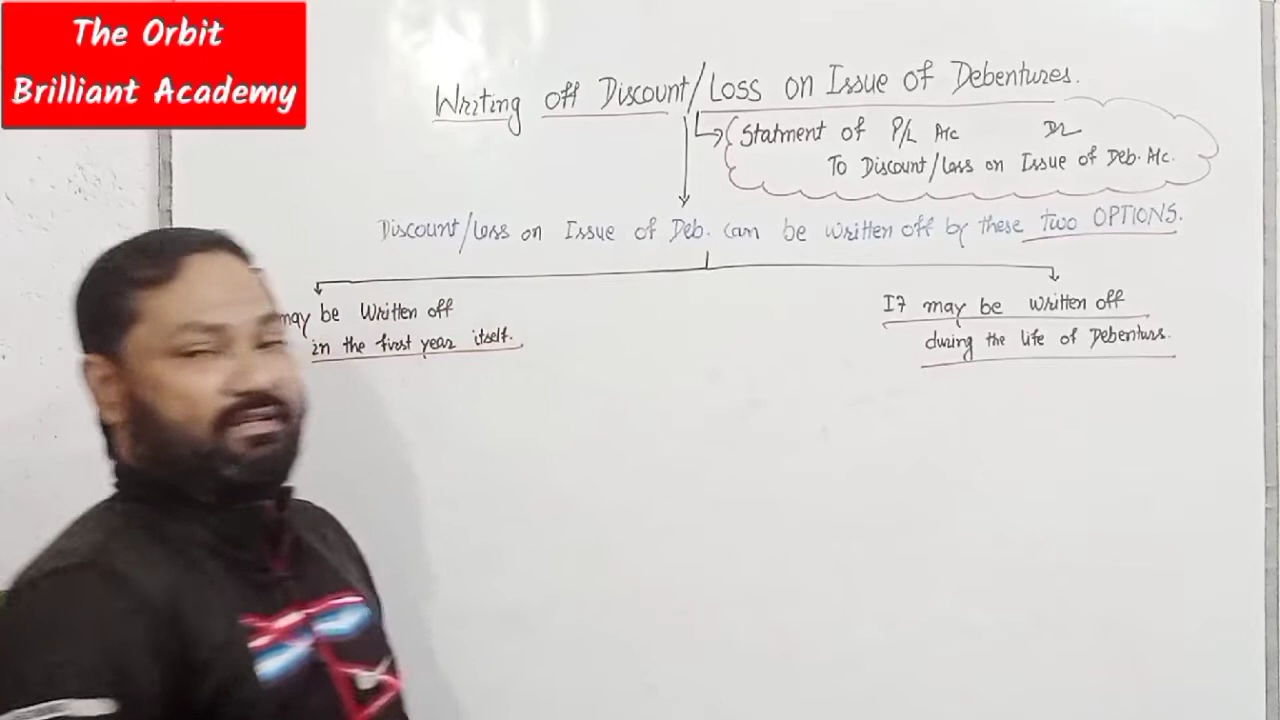 The Orbit
Brilliant Academy
Writing off Discount/Loss on Issue of Debentures.
(Statment of P/L A/c Dr
To Discount/Loss on Issue of Deb. A/c.
Discount/Loss on Issue of Deb. can be written off by these two OPTIONS.
may be Written off
in the first year itself.
It may be written off
during the life of Debenturs.